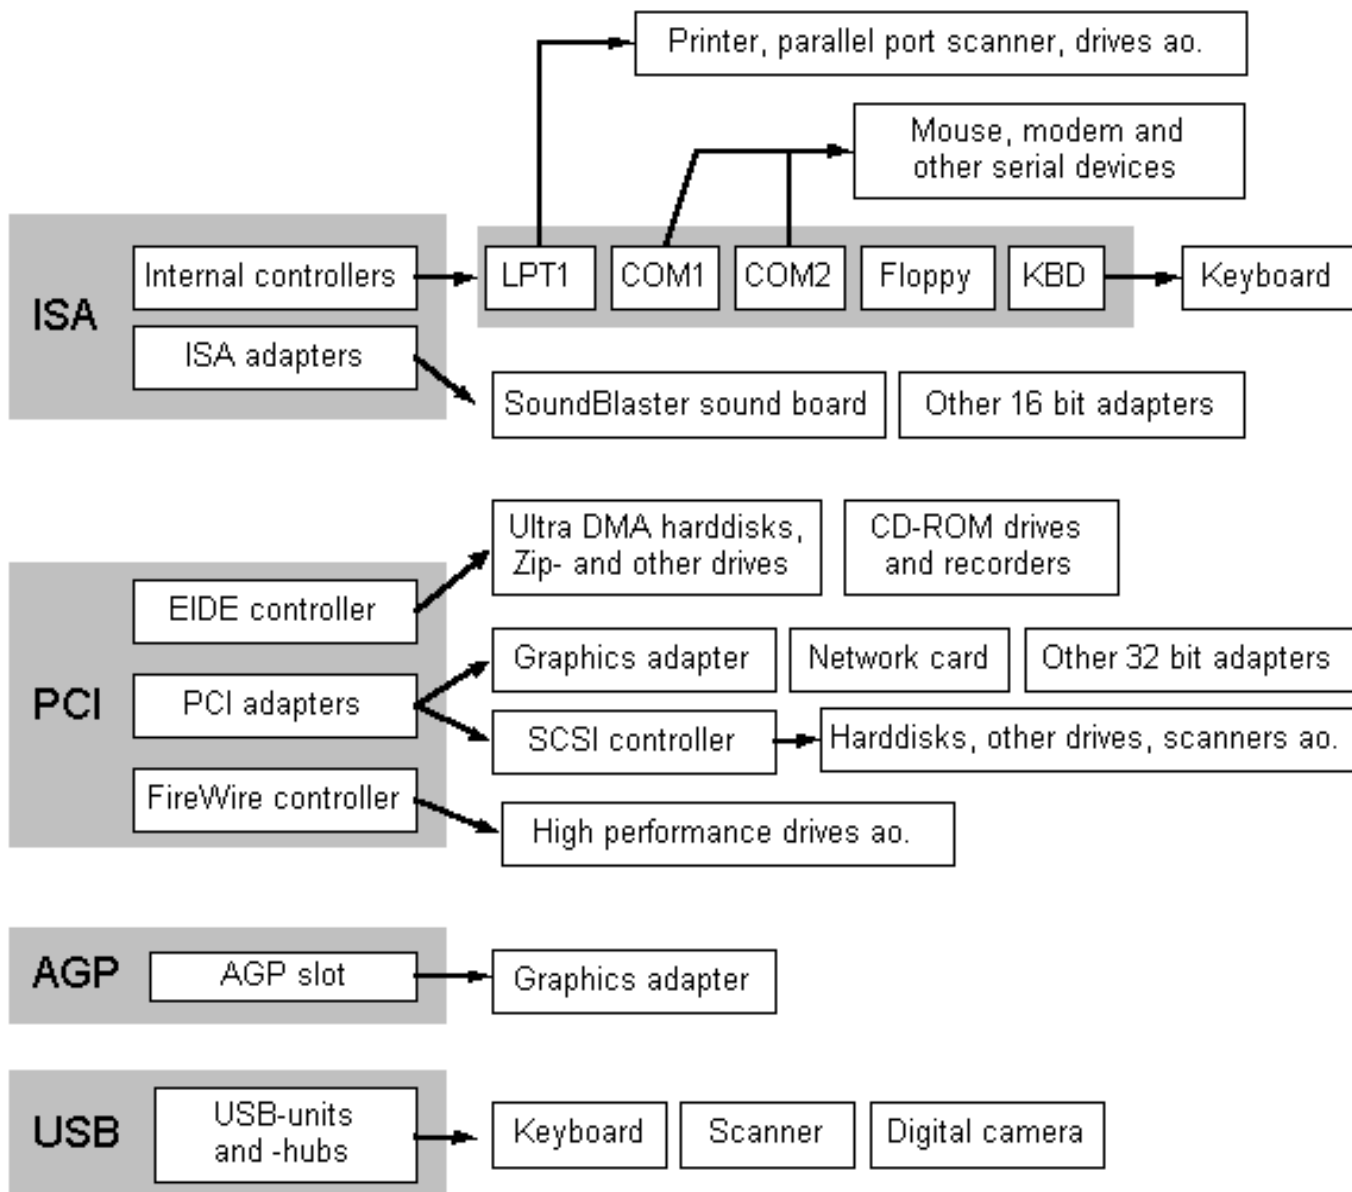 Printer, parallel port scanner, drives ao.
Mouse, modem and
other serial devices
ISA
Internal controllers
LPT1
COM1
COM2
Floppy
KBD
Keyboard
ISA adapters
SoundBlaster sound board
Other 16 bit adapters
PCI
EIDE controller
Ultra DMA harddisks,
Zip- and other drives
CD-ROM drives
and recorders
PCI adapters
Graphics adapter
Network card
Other 32 bit adapters
SCSI controller
Harddisks, other drives, scanners ao.
FireWire controller
High performance drives ao.
AGP
AGP slot
Graphics adapter
USB
USB-units
and -hubs
Keyboard
Scanner
Digital camera